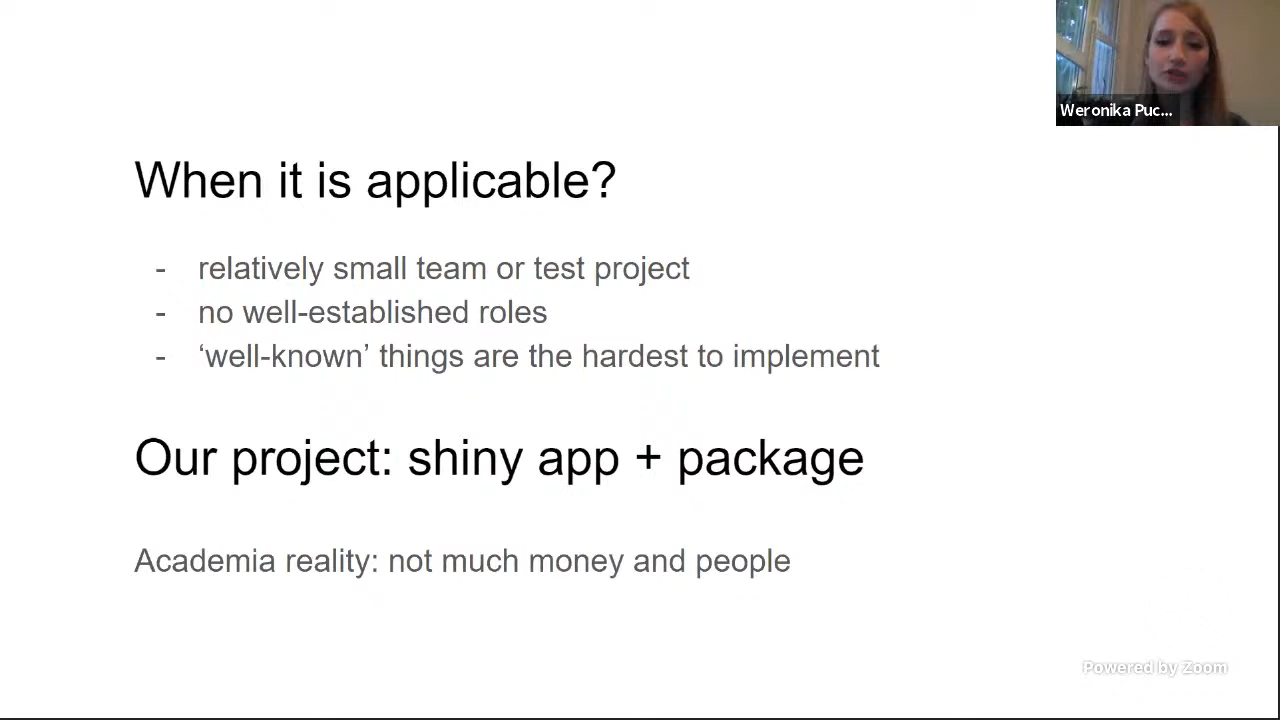 Weronika Puc...
When it is applicable?
- relatively small team or test project
- no well-established roles
- ‘well-known’ things are the hardest to implement
Our project: shiny app + package
Academia reality: not much money and people
Powered by Zoom